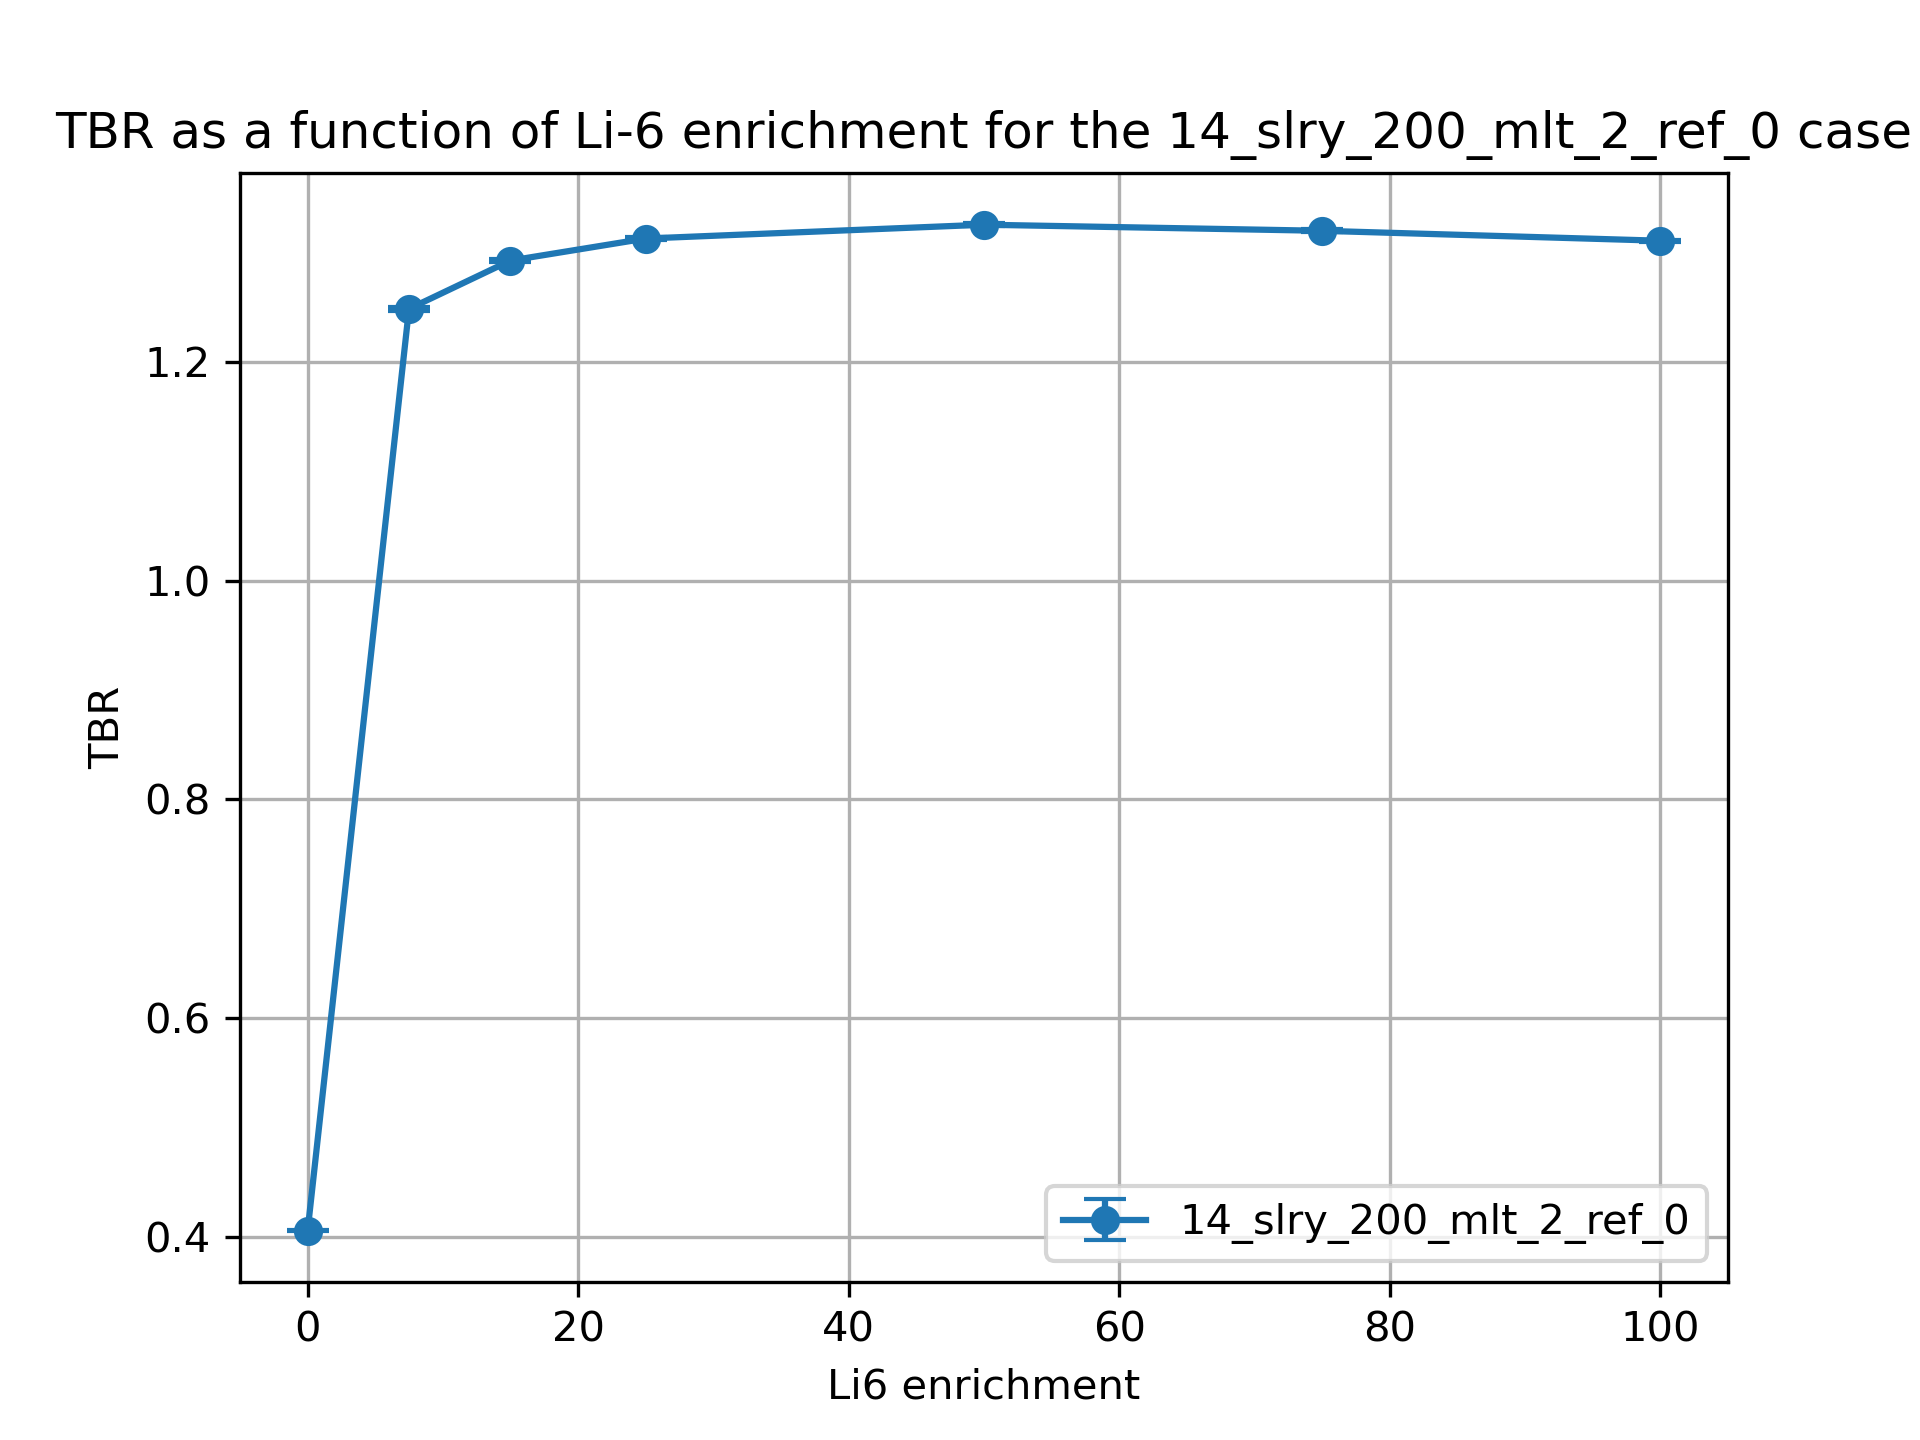 TBR as a function of Li-6 enrichment for the 14_slry_200_mlt_2_ref_0 case
1.2
1.0
0.8
0.6
0.4
TBR
14_slry_200_mlt_2_ref_0
0 20 40 60 80 100
Li6 enrichment